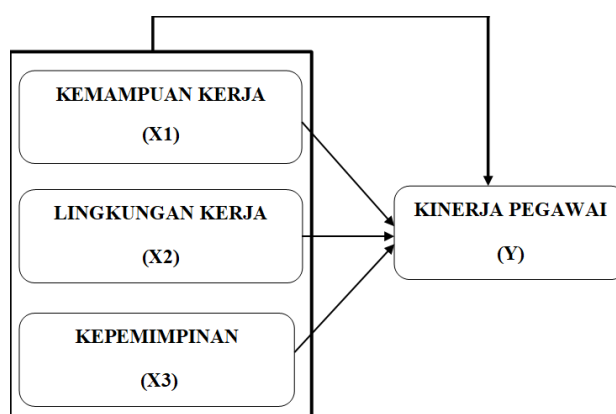 KEMAMPUAN KERJA
(X1)
LINGKUNGAN KERJA
(X2)
KEPEMIMPINAN
(X3)
KINERJA PEGAWAI
(Y)